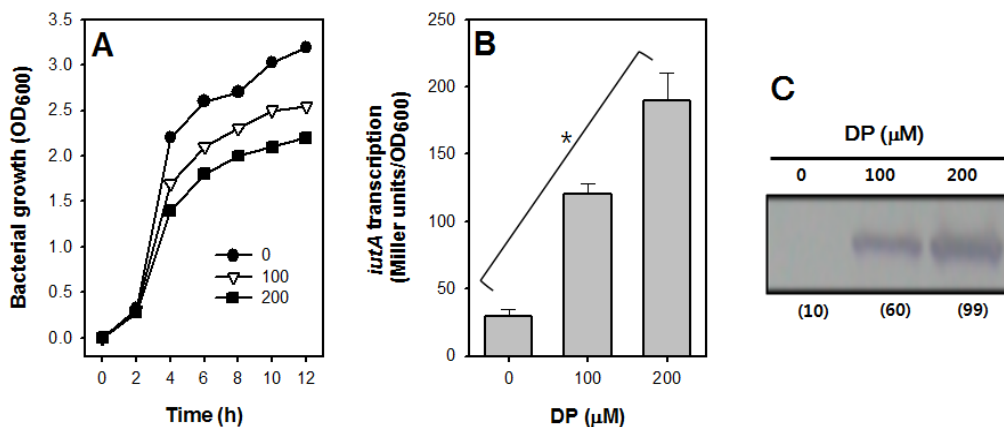 A
Bacterial growth (OD600)
3.5
3.0
2.5
2.0
1.5
1.0
0.5
0.0
0
100
200
0 2 4 6 8 10 12
Time (h)
B
iutA transcription
(Miller units/OD600)
250
200
150
100
50
0
*
0 100 200
DP (μM)
C
DP (μM)
0 100 200
(10) (60) (99)